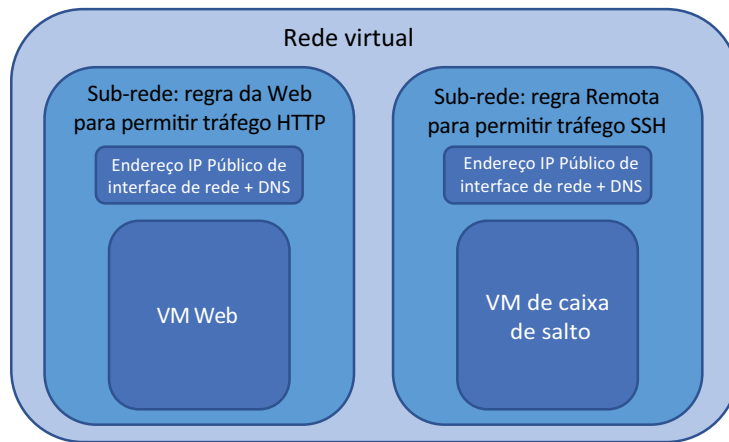 Rede virtual
Sub-rede: regra da Web
para permitir tráfego HTTP
Endereço IP Público de
interface de rede + DNS
VM Web
Sub-rede: regra Remota
para permitir tráfego SSH
Endereço IP Público de
interface de rede + DNS
VM de caixa
de salto